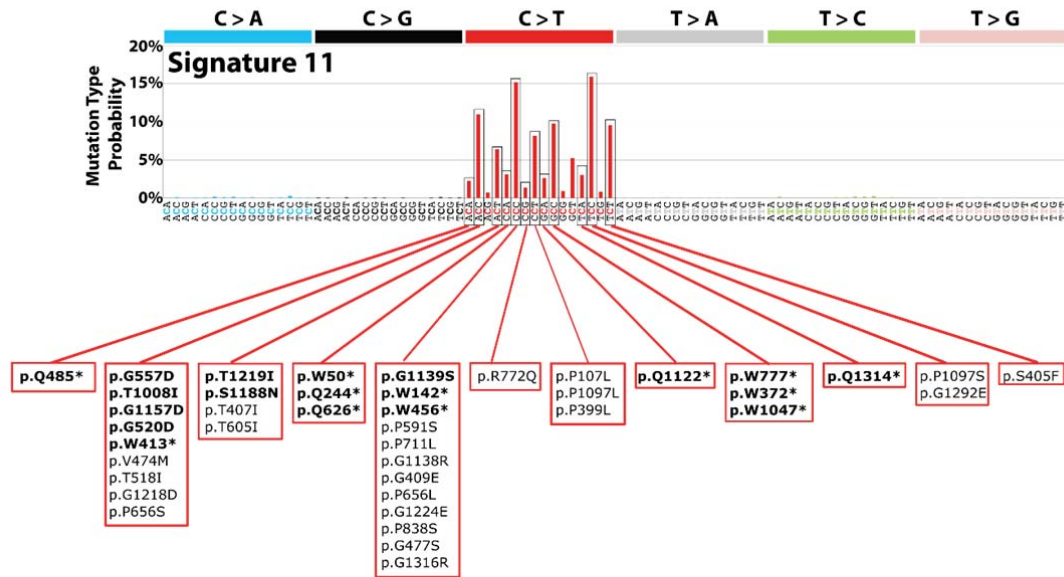 C > A C > G C > T T > A T > C T > G
20%
Signature 11
15%
10%
5%
0%
Mutation Type
Probability
p.Q485*
p.G557D
p.T1008I
p.G1157D
p.G520D
p.W413*
p.V474M
p.T518I
p.G1218D
p.P656S
p.T1219I
p.S1188N
p.T407I
p.T605I
p.W50*
p.Q244*
p.Q626*
p.G1139S
p.W142*
p.W456*
p.P591S
p.P711L
p.G1138R
p.G409E
p.P656L
p.G1224E
p.P838S
p.G477S
p.G1316R
p.R772Q
p.P107L
p.P1097L
p.P399L
p.Q1122*
p.W777*
p.W372*
p.W1047*
p.Q1314*
p.P1097S
p.G1292E
p.S405F